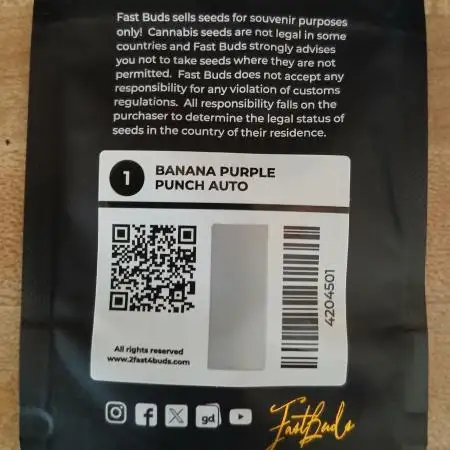 Fast Buds sells seeds for souvenir purposes
only! Cannabis seeds are not legal in some
countries and Fast Buds strongly advises
you not to take seeds where they are not
permitted. Fast Buds does not accept any
responsibility for any violation of customs
regulations. All responsibility falls on the
purchaser to determine the legal status of
seeds in the country of their residence.
1
BANANA PURPLE
PUNCH AUTO
4204501
All rights reserved
www.2fast4buds.com
gd
FastBuds